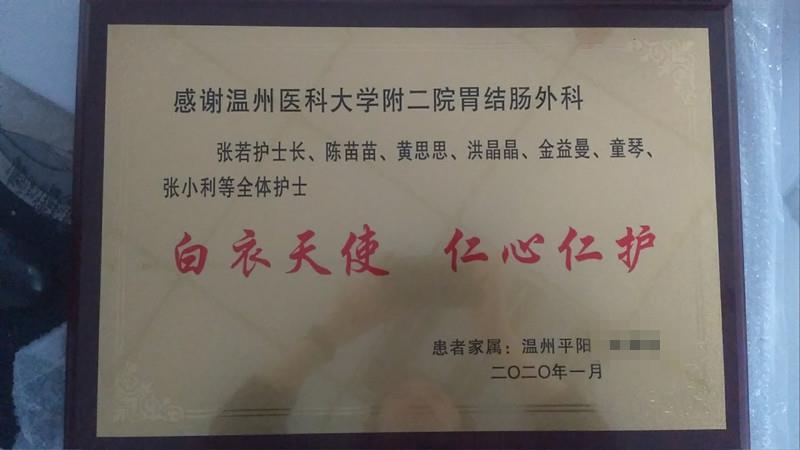 感谢温州医科大学附二院胃结肠外科
张若护士长、陈苗苗、黄思思、洪晶晶、金益曼、童琴、
张小利等全体护士
白衣天使 仁心仁护
患者家属：温州平阳
二〇二〇年一月